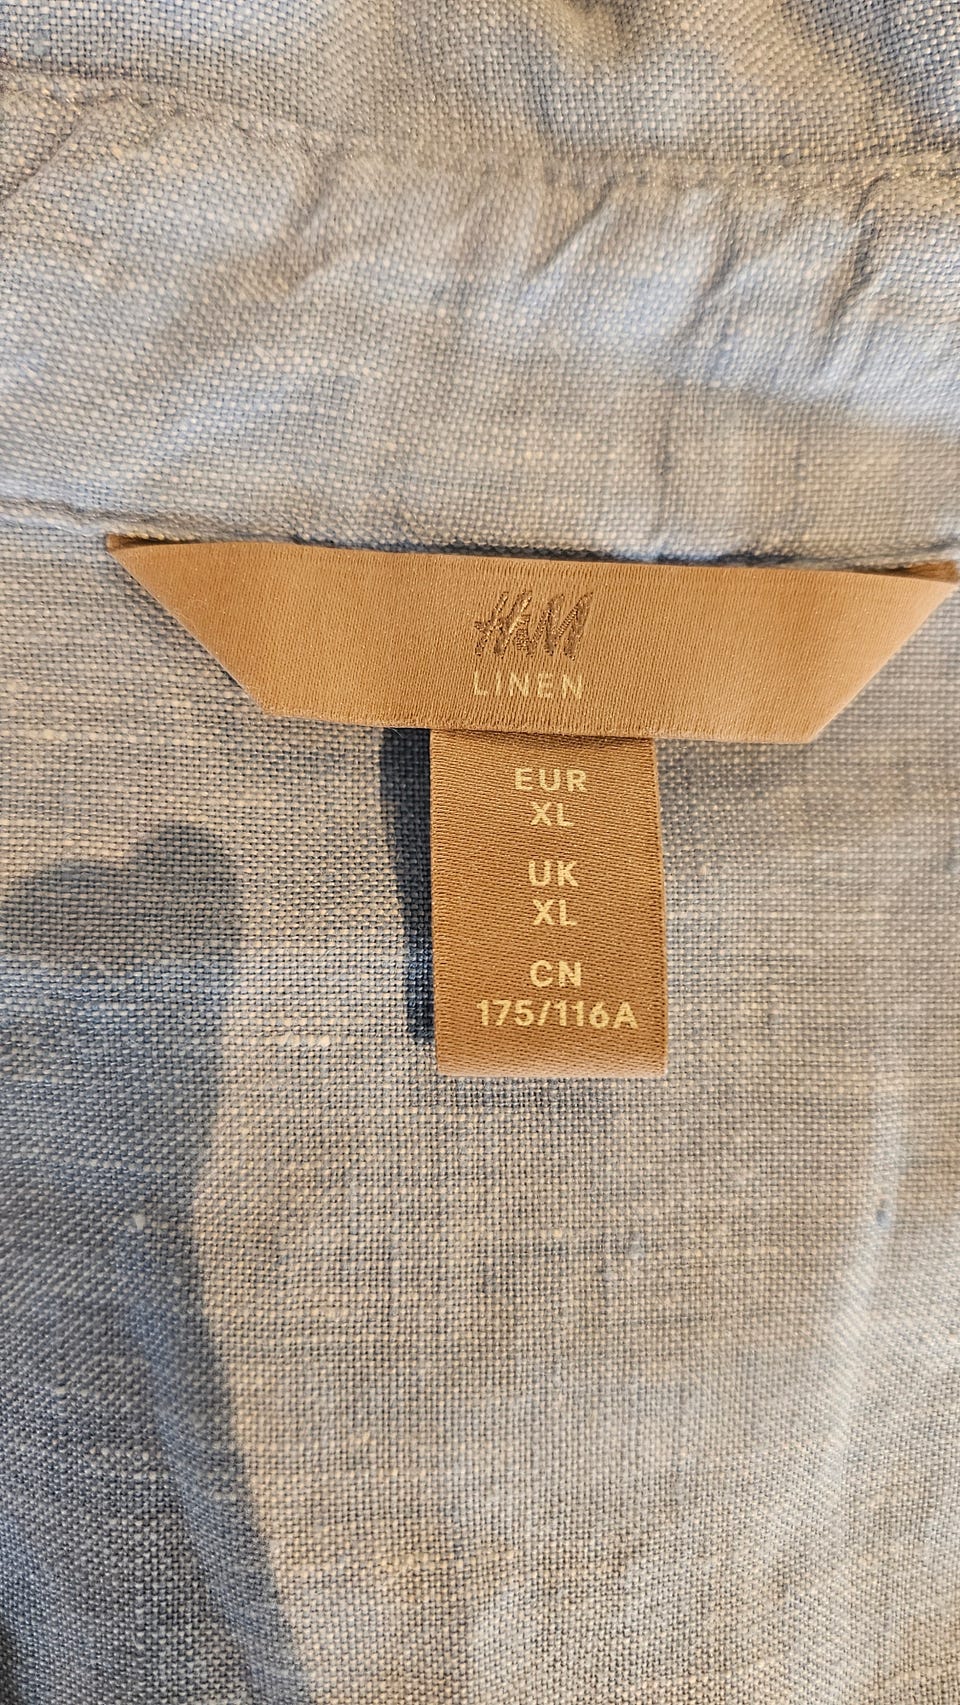 H&M
LINEN
EUR
XL
UK
XL
CN
175/116A